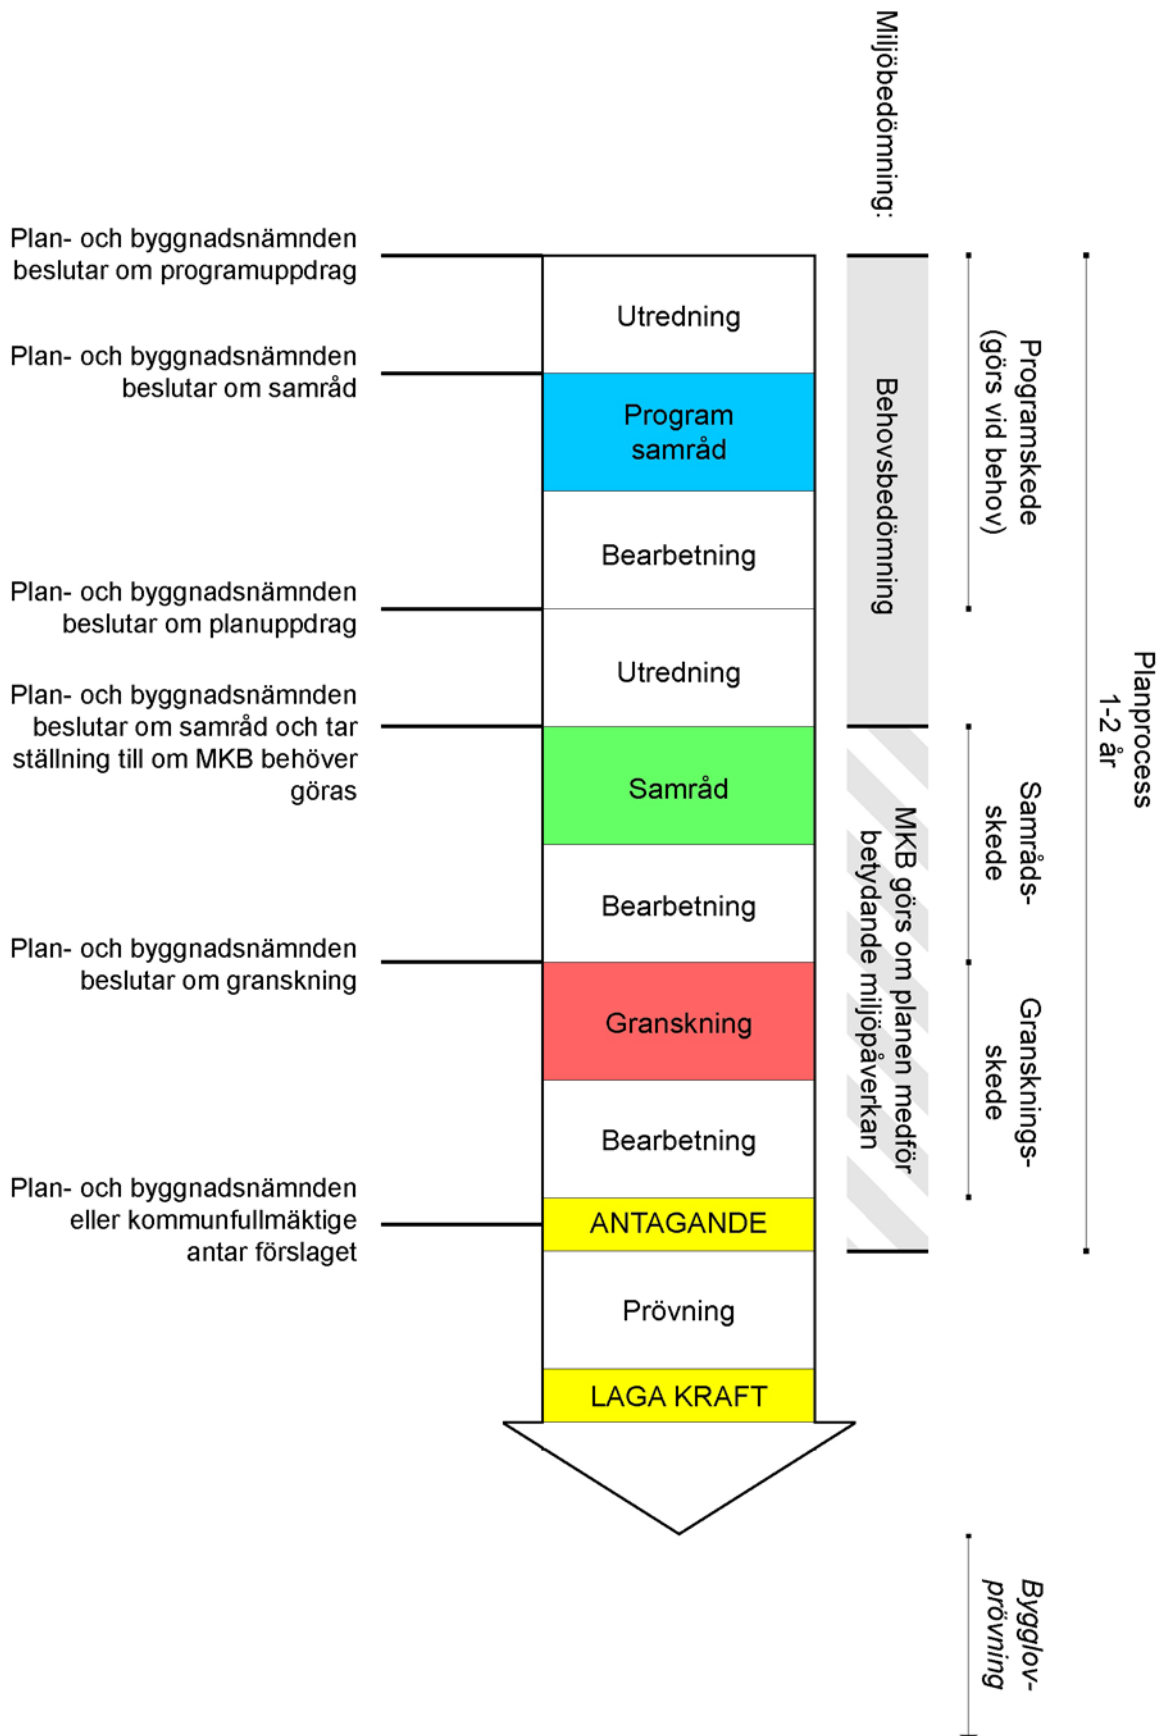 Miljöbedömning:
Plan- och byggnadsnämnden
beslutar om programuppdrag
Plan- och byggnadsnämnden
beslutar om samråd
Plan- och byggnadsnämnden
beslutar om planuppdrag
Plan- och byggnadsnämnden
beslutar om samråd och tar
ställning till om MKB behöver
göras
Plan- och byggnadsnämnden
beslutar om granskning
Plan- och byggnadsnämnden
eller kommunfullmäktige
antar förslaget
Utredning
Program
samråd
Bearbetning
Utredning
Samråd
Bearbetning
Granskning
Bearbetning
ANTAGANDE
Prövning
LAGA KRAFT
Behovsbedömning
MKB görs om planen medför
betydande miljöpåverkan
Programskede
(görs vid behov)
Samråds-
skede
Gransknings-
skede
Planprocess
1-2 år
Bygglov-
prövning